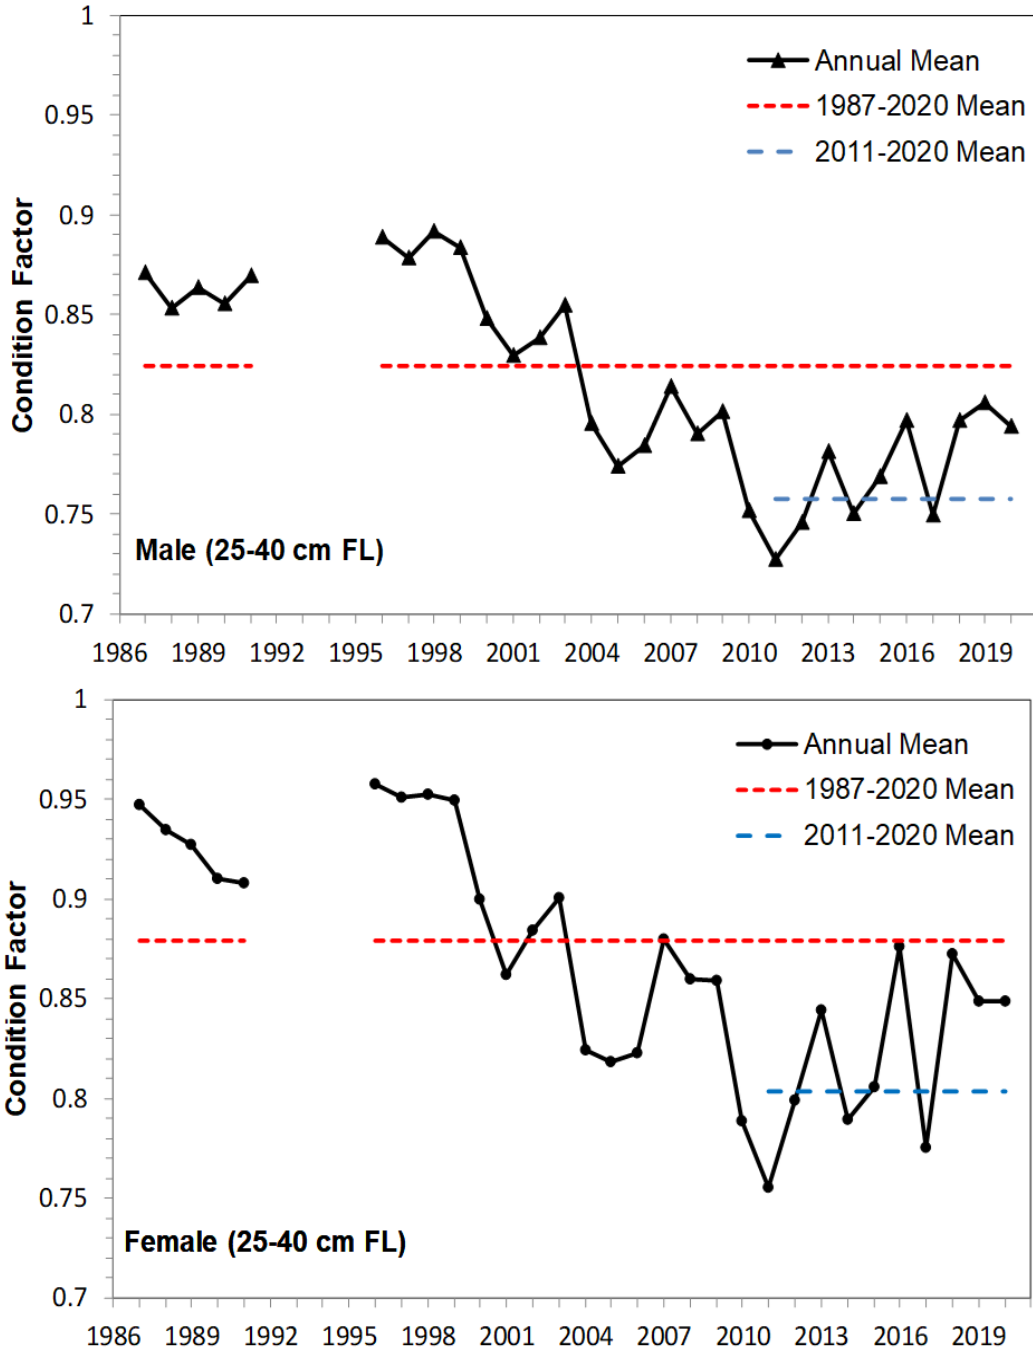 1
Annual Mean
1987-2020 Mean
2011-2020 Mean
0.95
0.9
0.85
0.8
0.75
0.7
Condition Factor
Male (25-40 cm FL)
1986 1989 1992 1995 1998 2001 2004 2007 2010 2013 2016 2019
1
Annual Mean
1987-2020 Mean
2011-2020 Mean
0.95
0.9
0.85
0.8
0.75
0.7
Condition Factor
Female (25-40 cm FL)
1986 1989 1992 1995 1998 2001 2004 2007 2010 2013 2016 2019